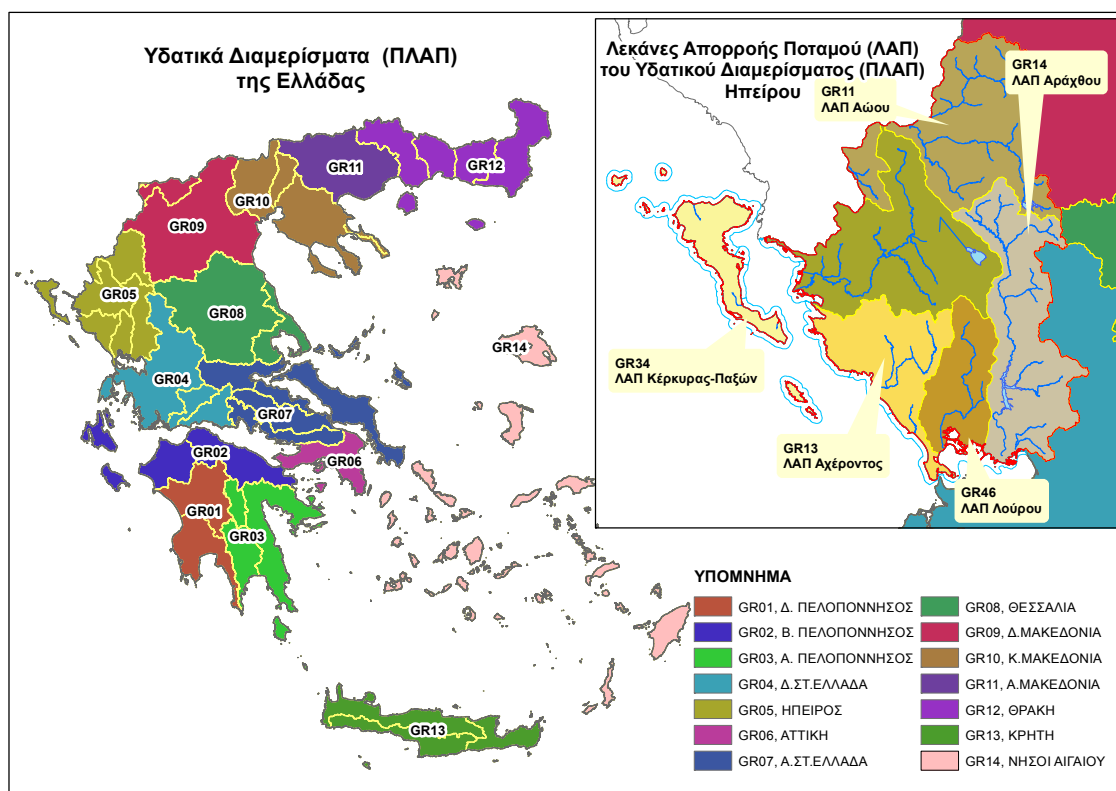 Υδατικά Διαμερίσματα (ΠΛΑΠ)
της Ελλάδας
GR11
GR12
GR10
GR09
GR05
GR08
GR14
GR04
GR07
GR06
GR02
GR01
GR03
GR13
Λεκάνες Απορροής Ποταμού (ΛΑΠ)
του Υδατικού Διαμερίσματος (ΠΛΑΠ)
Ηπείρου
GR14
ΛΑΠ Αράχθου
GR11
ΛΑΠ Αώου
GR34
ΛΑΠ Κέρκυρας-Παξών
GR13
ΛΑΠ Αχέροντος
GR46
ΛΑΠ Λούρου
ΥΠΟΜΝΗΜΑ
GR01, Δ. ΠΕΛΟΠΟΝΝΗΣΟΣ
GR02, Β. ΠΕΛΟΠΟΝΝΗΣΟΣ
GR03, Α. ΠΕΛΟΠΟΝΝΗΣΟΣ
GR04, Δ.ΣΤ.ΕΛΛΑΔΑ
GR05, ΗΠΕΙΡΟΣ
GR06, ΑΤΤΙΚΗ
GR07, Α.ΣΤ.ΕΛΛΑΔΑ
GR08, ΘΕΣΣΑΛΙΑ
GR09, Δ.ΜΑΚΕΔΟΝΙΑ
GR10, Κ.ΜΑΚΕΔΟΝΙΑ
GR11, Α.ΜΑΚΕΔΟΝΙΑ
GR12, ΘΡΑΚΗ
GR13, ΚΡΗΤΗ
GR14, ΝΗΣΟΙ ΑΙΓΑΙΟΥ